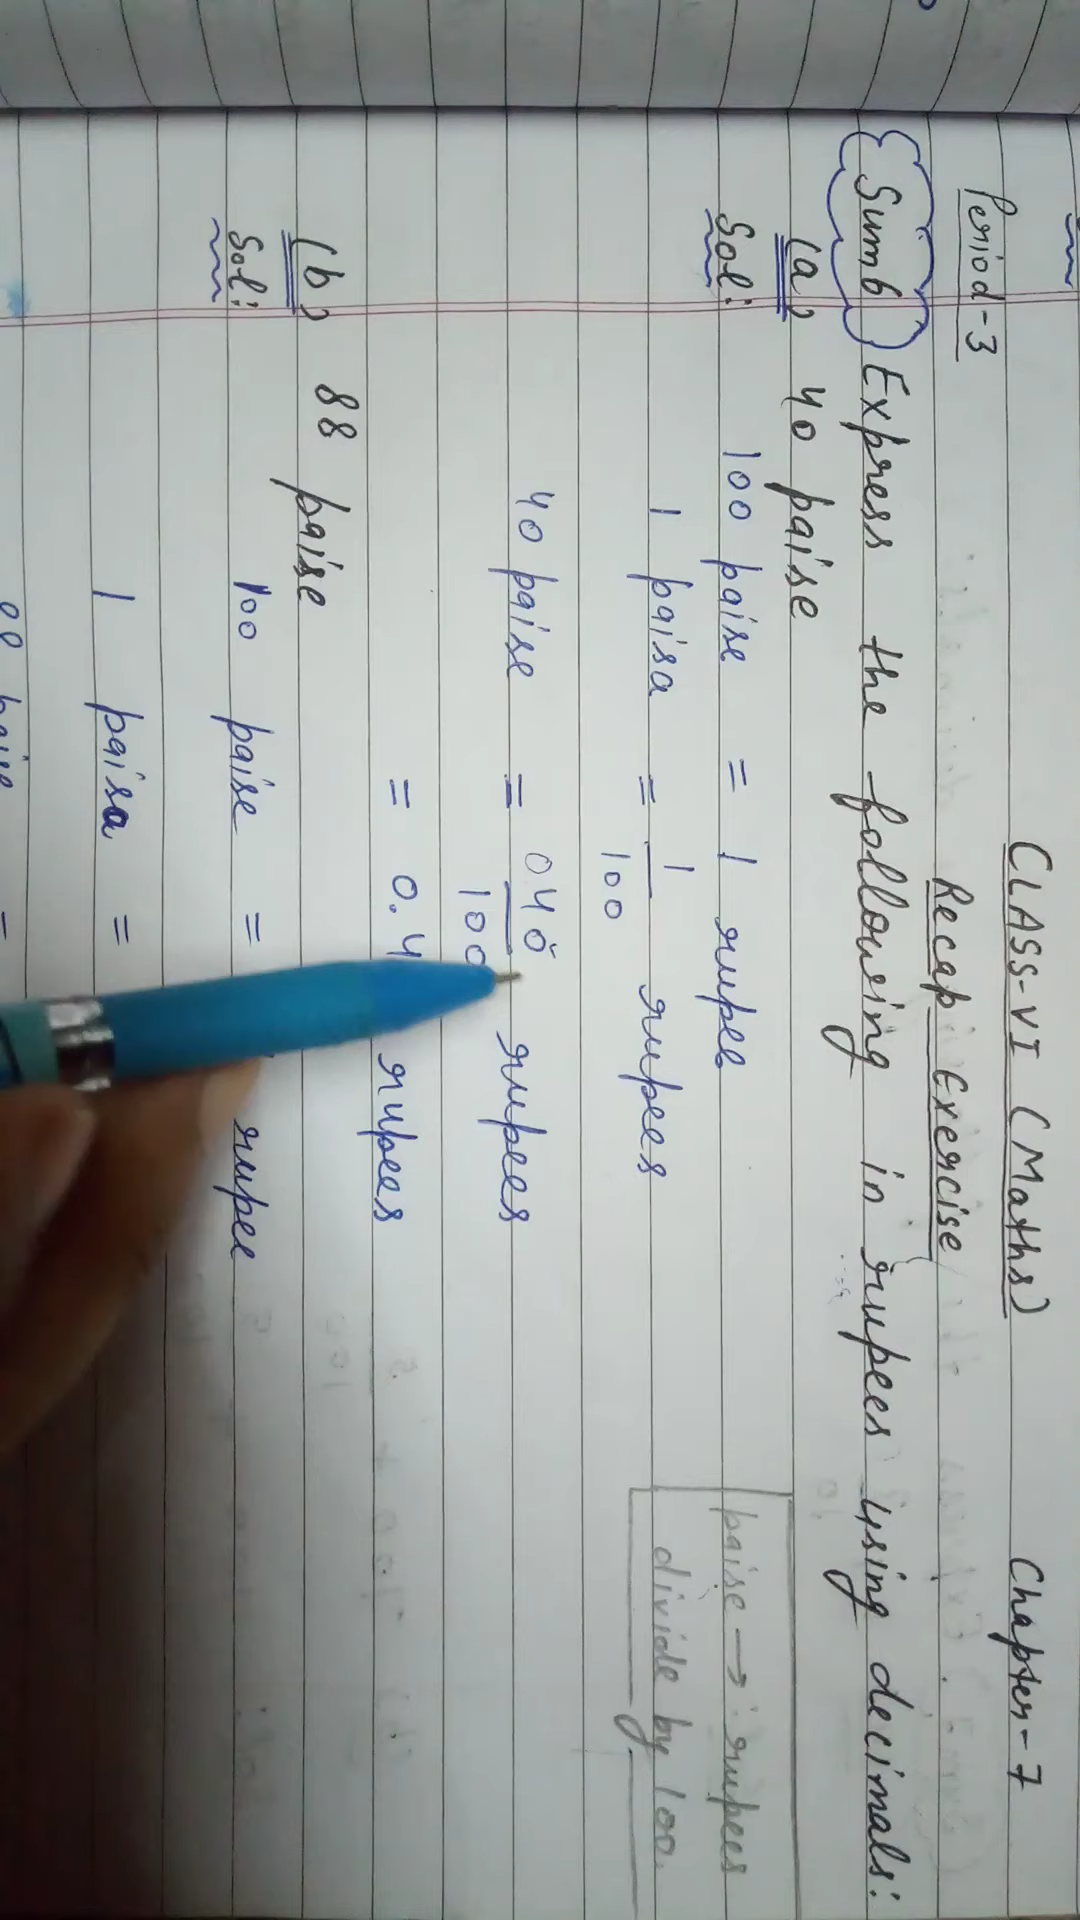 CLASS-VI (Maths) Chapter-7
Period-3 Recap Exercise
Sum6 Express the following in rupees using decimals:
(a) 40 paise
Sol: 100 paise = 1 rupee
paise → rupees
divide by 100.
1 paisa = 1/100 rupees
40 paise = 040/100 rupees
= 0.4 rupees
(b) 88 paise
Sol: 100 paise = rupee
1 paisa =
paise =